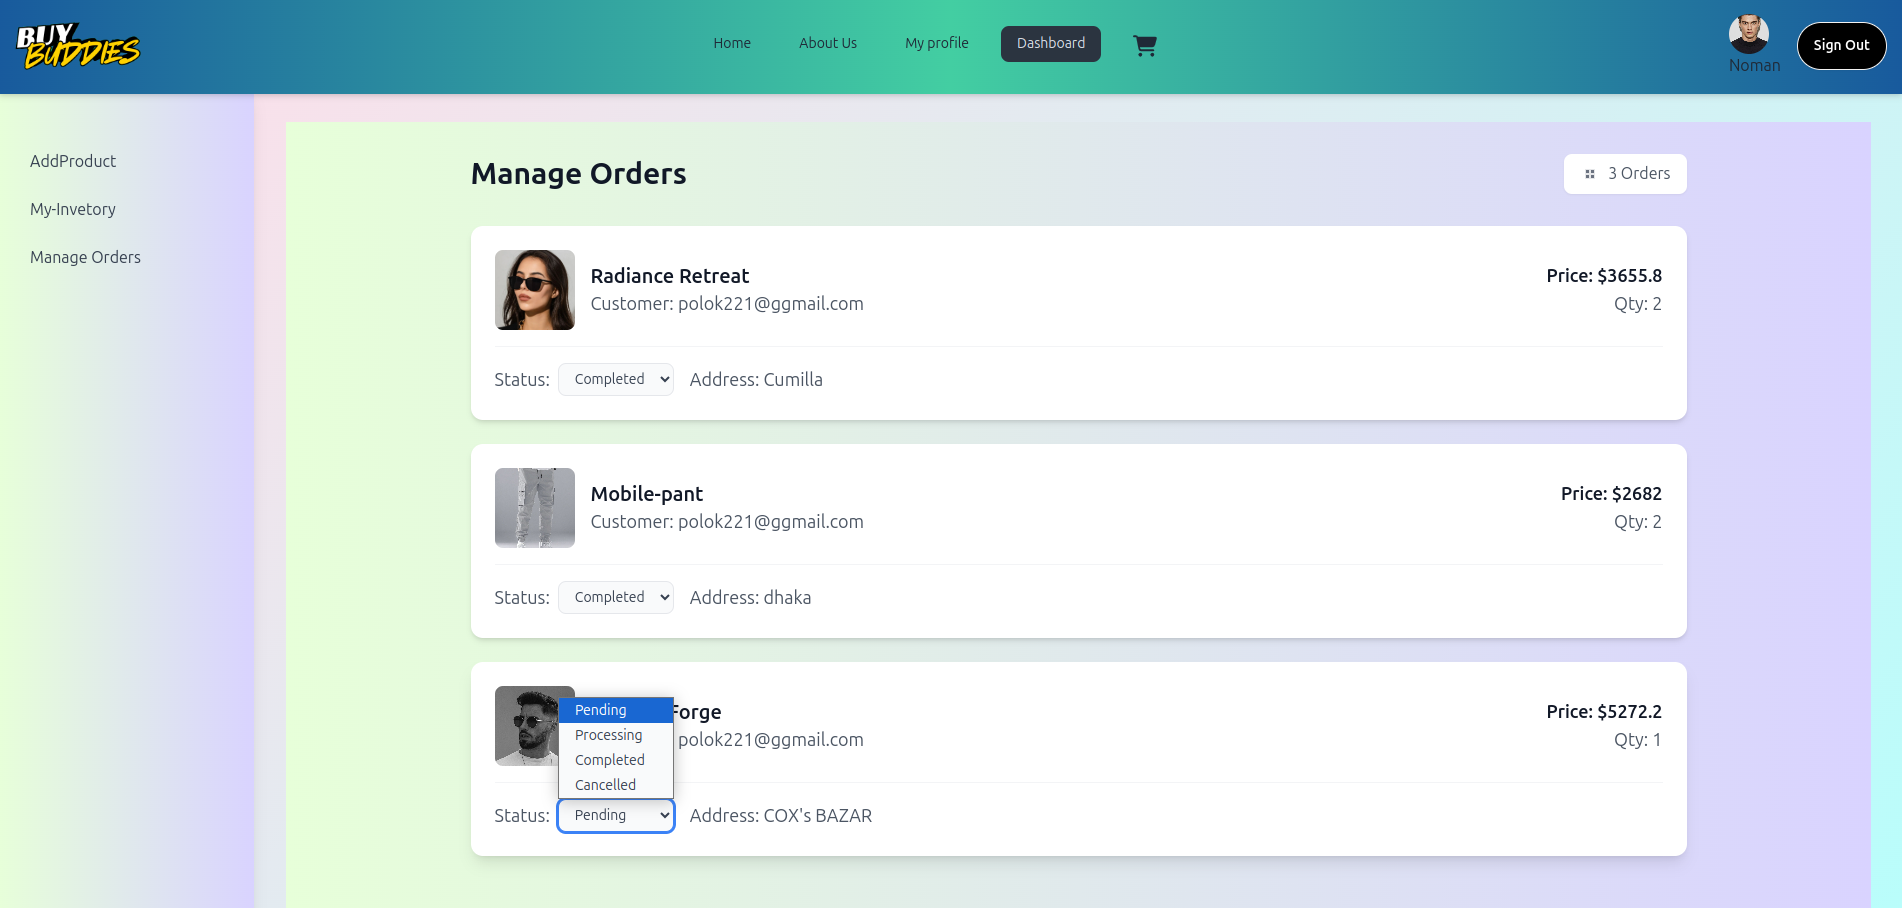 BUY
BUDDIES
Home About Us My profile Dashboard
Noman
Sign Out
AddProduct
My-Invetory
Manage Orders
Manage Orders
3 Orders
Radiance Retreat
Customer: polok221@ggmail.com
Price: $3655.8
Qty: 2
Status: Completed Address: Cumilla
Mobile-pant
Customer: polok221@ggmail.com
Price: $2682
Qty: 2
Status: Completed Address: dhaka
Forge
polok221@ggmail.com
Price: $5272.2
Qty: 1
Pending
Processing
Completed
Cancelled
Status: Pending Address: COX's BAZAR